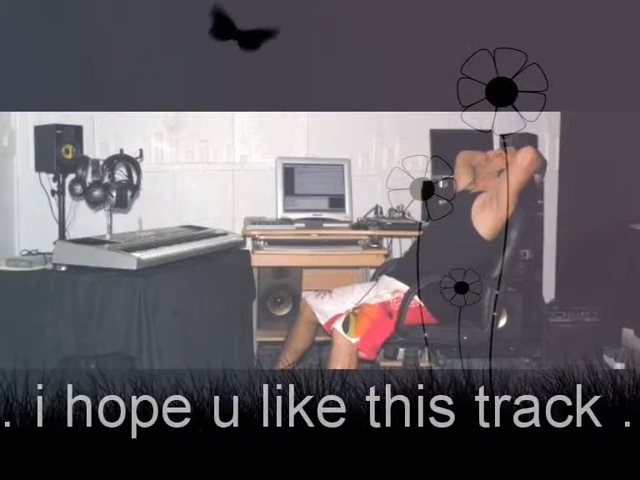 . i hope u like this track .